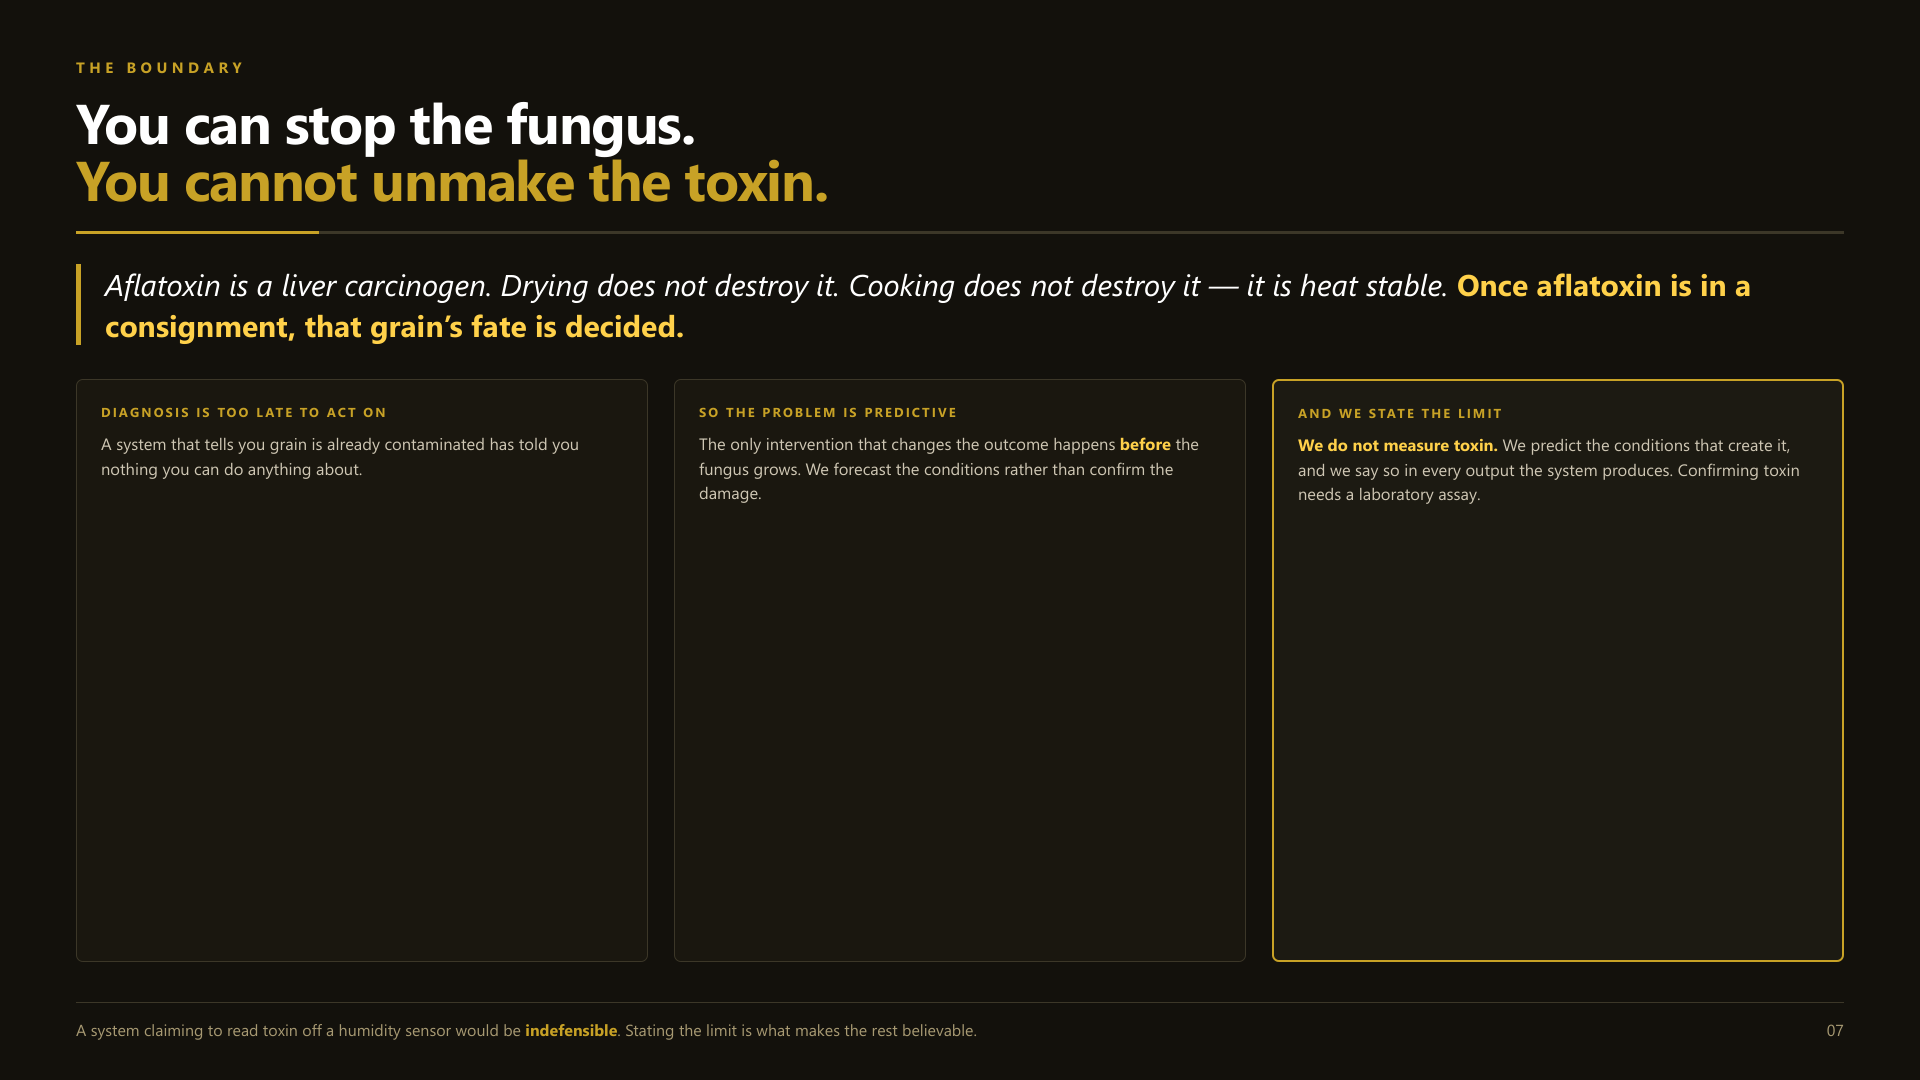 THE BOUNDARY
You can stop the fungus.
You cannot unmake the toxin.
Aflatoxin is a liver carcinogen. Drying does not destroy it. Cooking does not destroy it — it is heat stable. Once aflatoxin is in a
consignment, that grain’s fate is decided.
DIAGNOSIS IS TOO LATE TO ACT ON
A system that tells you grain is already contaminated has told you
nothing you can do anything about.
SO THE PROBLEM IS PREDICTIVE
The only intervention that changes the outcome happens before the
fungus grows. We forecast the conditions rather than confirm the
damage.
AND WE STATE THE LIMIT
We do not measure toxin. We predict the conditions that create it,
and we say so in every output the system produces. Confirming toxin
needs a laboratory assay.
A system claiming to read toxin off a humidity sensor would be indefensible. Stating the limit is what makes the rest believable.
07